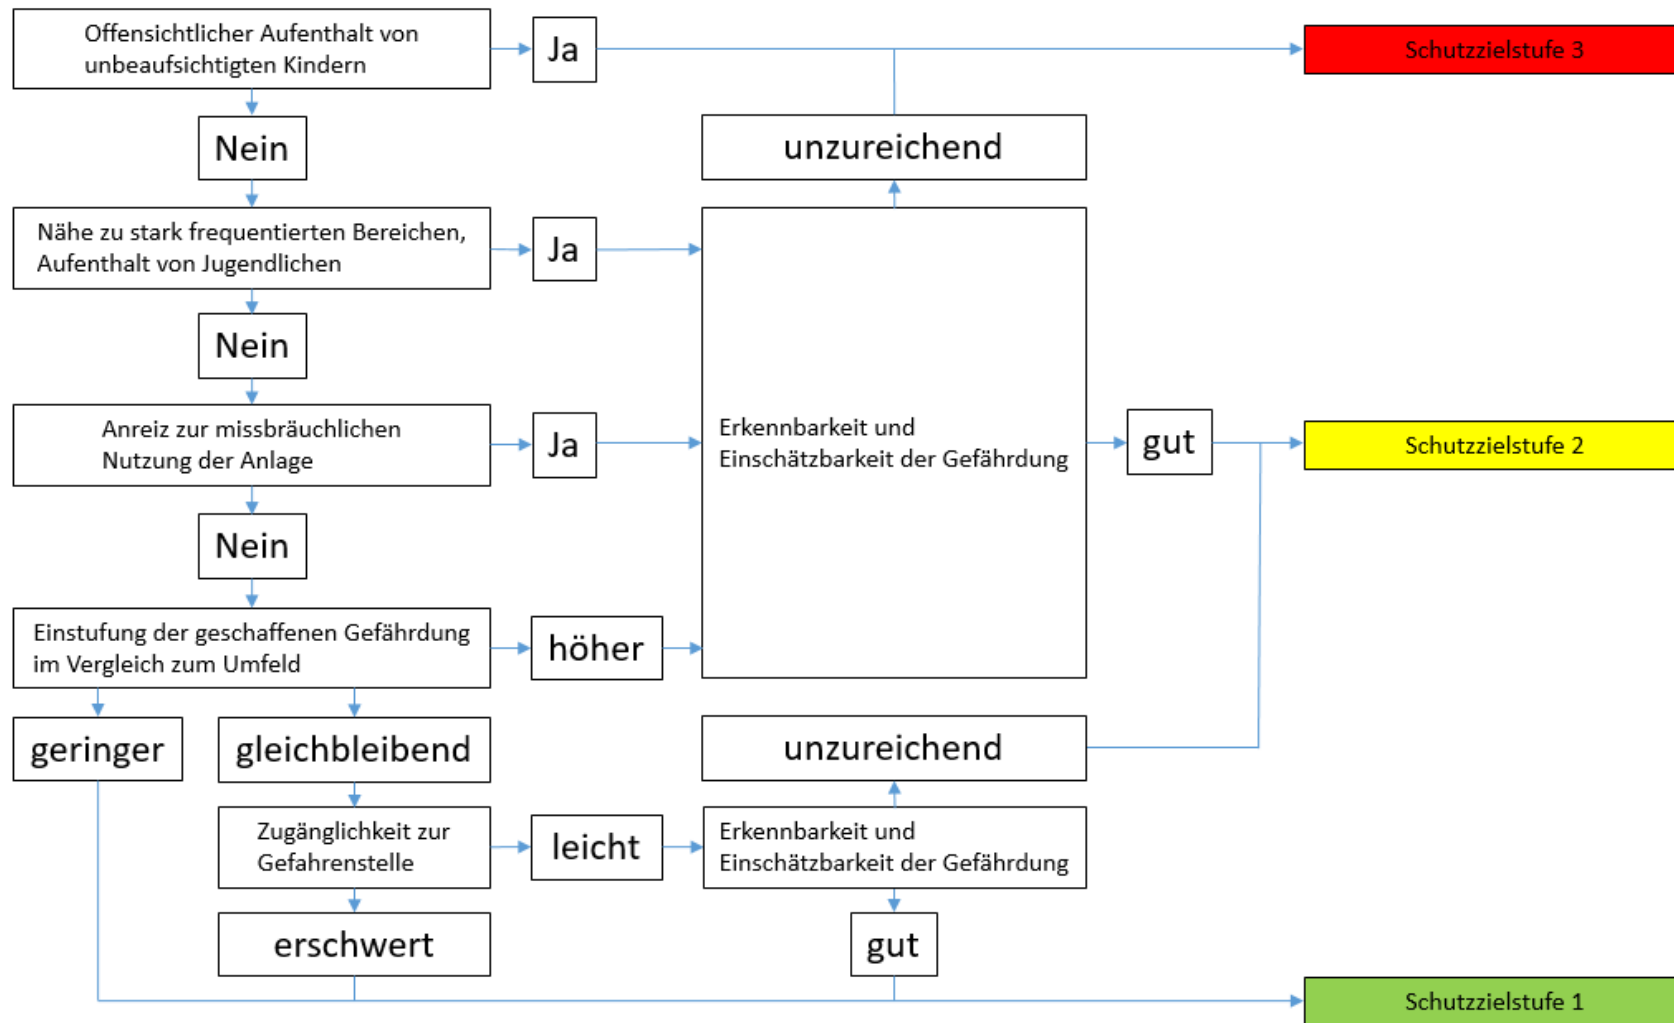 Offensichtlicher Aufenthalt von
unbeaufsichtigten Kindern
Ja
Schutzzielstufe 3
Nein
unzureichend
Nähe zu stark frequentierten Bereichen,
Aufenthalt von Jugendlichen
Ja
Nein
Anreiz zur missbräuchlichen
Nutzung der Anlage
Ja
Erkennbarkeit und
Einschätzbarkeit der Gefährdung
gut
Schutzzielstufe 2
Nein
Einstufung der geschaffenen Gefährdung
im Vergleich zum Umfeld
höher
geringer
gleichbleibend
unzureichend
Zugänglichkeit zur
Gefahrenstelle
leicht
Erkennbarkeit und
Einschätzbarkeit der Gefährdung
erschwert
gut
Schutzzielstufe 1